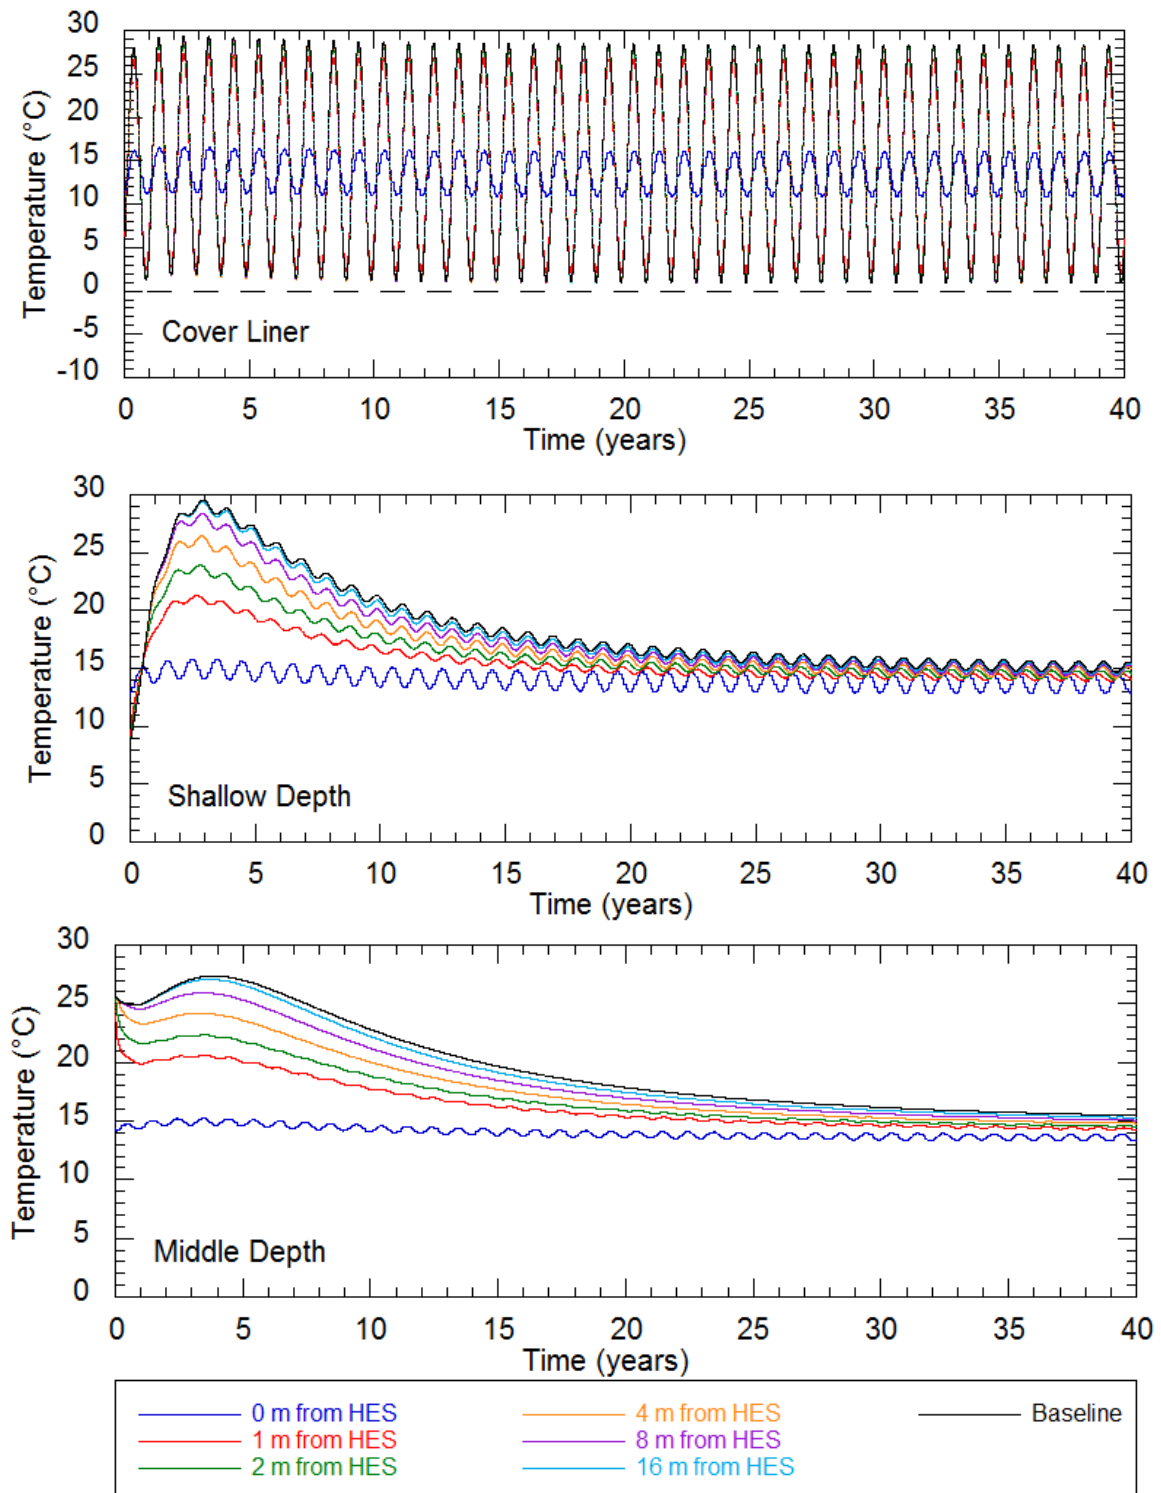 30
25
20
15
10
5
0
-5
-10
Temperature (°C)
Cover Liner
0 5 10 15 20 25 30 35 40
Time (years)
30
25
20
15
10
5
0
Temperature (°C)
Shallow Depth
0 5 10 15 20 25 30 35 40
Time (years)
30
25
20
15
10
5
0
Temperature (°C)
Middle Depth
0 5 10 15 20 25 30 35 40
Time (years)
0 m from HES 4 m from HES Baseline
1 m from HES 8 m from HES
2 m from HES 16 m from HES